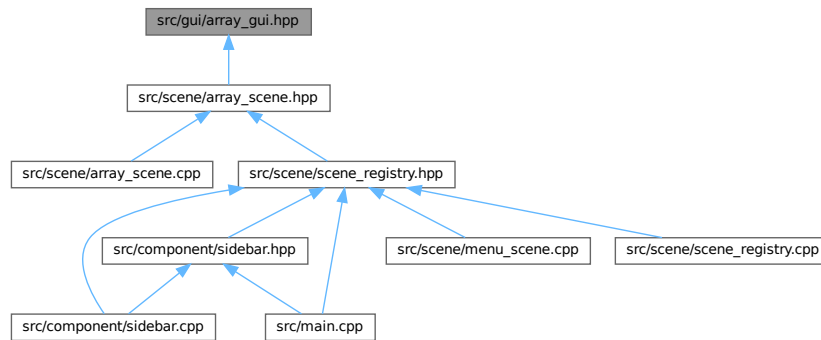 src/gui/array_gui.hpp
src/scene/array_scene.hpp
src/scene/array_scene.cpp
src/scene/scene_registry.hpp
src/component/sidebar.hpp
src/scene/menu_scene.cpp
src/scene/scene_registry.cpp
src/component/sidebar.cpp
src/main.cpp